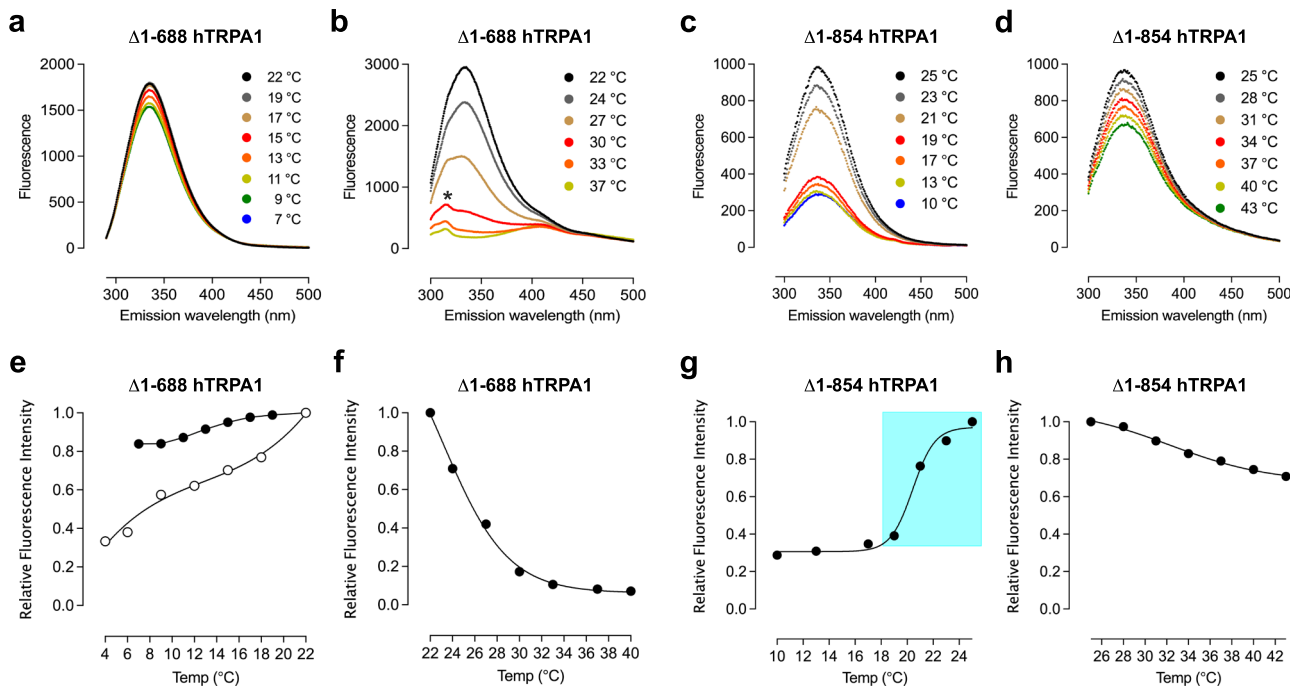 a
Δ1-688 hTRPA1
Fluorescence
2000
1500
1000
500
0
300 350 400 450 500
Emission wavelength (nm)
22 °C
19 °C
17 °C
15 °C
13 °C
11 °C
9 °C
7 °C
b
Δ1-688 hTRPA1
Fluorescence
3000
2000
1000
0
*
300 350 400 450 500
Emission wavelength (nm)
22 °C
24 °C
27 °C
30 °C
33 °C
37 °C
c
Δ1-854 hTRPA1
Fluorescence
1000
800
600
400
200
0
300 350 400 450 500
Emission wavelength (nm)
25 °C
23 °C
21 °C
19 °C
17 °C
13 °C
10 °C
d
Δ1-854 hTRPA1
Fluorescence
1000
800
600
400
200
0
300 350 400 450 500
Emission wavelength (nm)
25 °C
28 °C
31 °C
34 °C
37 °C
40 °C
43 °C
e
Δ1-688 hTRPA1
Relative Fluorescence Intensity
1.0
0.8
0.6
0.4
0.2
0.0
4 6 8 10 12 14 16 18 20 22
Temp (°C)
f
Δ1-688 hTRPA1
Relative Fluorescence Intensity
1.0
0.8
0.6
0.4
0.2
0.0
22 24 26 28 30 32 34 36 38 40
Temp (°C)
g
Δ1-854 hTRPA1
Relative Fluorescence Intensity
1.0
0.8
0.6
0.4
0.2
0.0
10 12 14 16 18 20 22 24
Temp (°C)
h
Δ1-854 hTRPA1
Relative Fluorescence Intensity
1.0
0.8
0.6
0.4
0.2
0.0
26 28 30 32 34 36 38 40 42
Temp (°C)